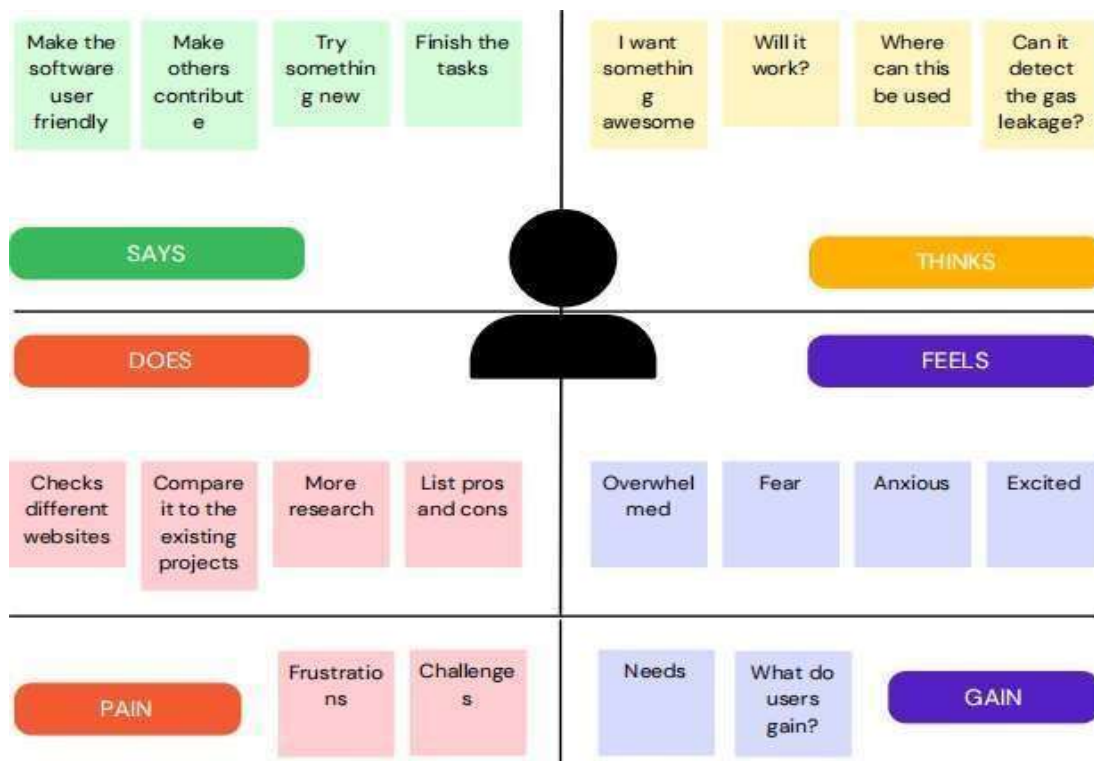 Make the
software
user
friendly
Make
others
contribut
e
Try
somethin
g new
Finish the
tasks
I want
somethin
g
awesome
Will it
work?
Where
can this
be used
Can it
detect
the gas
leakage?
SAYS
THINKS
DOES
FEELS
Checks
different
websites
Compare
it to the
existing
projects
More
research
List pros
and cons
Overwhel
med
Fear
Anxious
Excited
PAIN
Frustratio
ns
Challenge
s
Needs
What do
users
gain?
GAIN